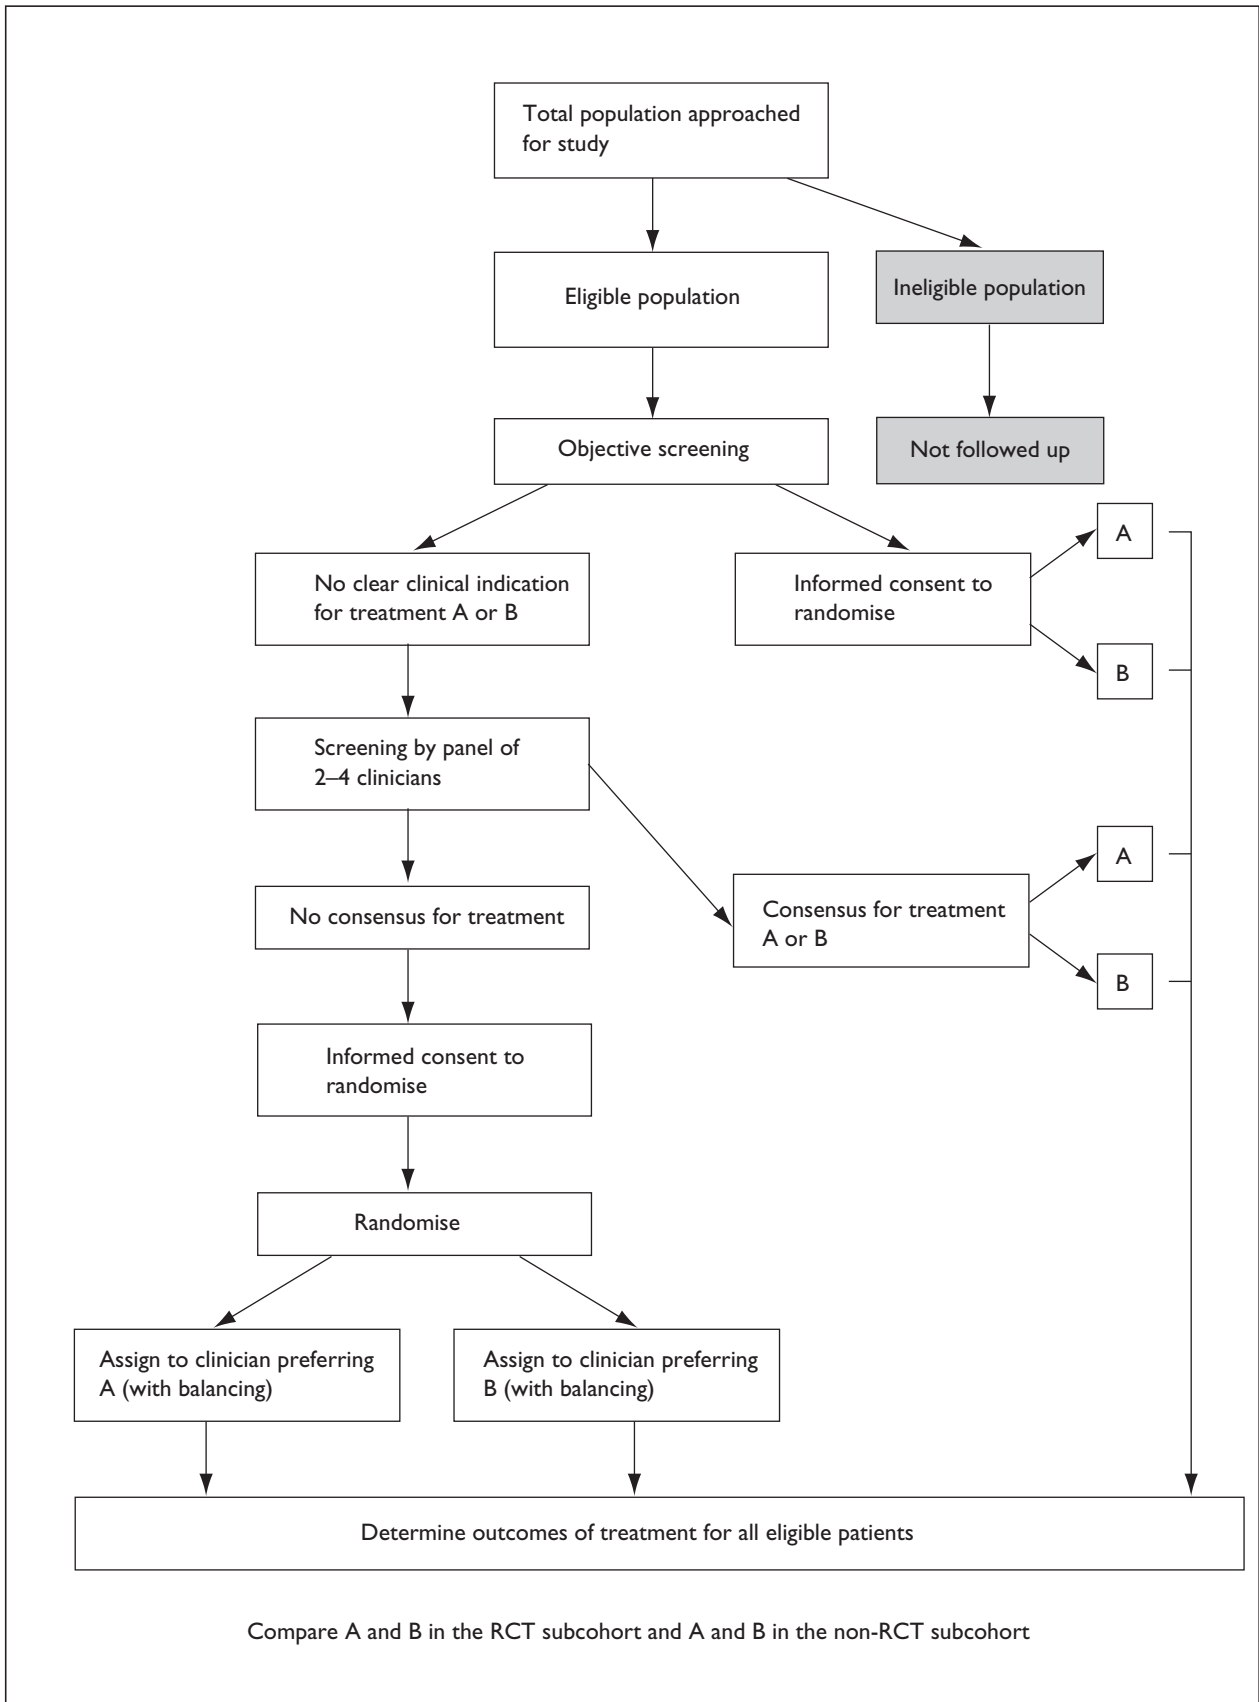 Total population approached
for study
Eligible population
Ineligible population
Objective screening
Not followed up
No clear clinical indication
for treatment A or B
Informed consent to
randomise
A
B
Screening by panel of
2–4 clinicians
No consensus for treatment
Consensus for treatment
A or B
A
B
Informed consent to
randomise
Randomise
Assign to clinician preferring
A (with balancing)
Assign to clinician preferring
B (with balancing)
Determine outcomes of treatment for all eligible patients
Compare A and B in the RCT subcohort and A and B in the non-RCT subcohort